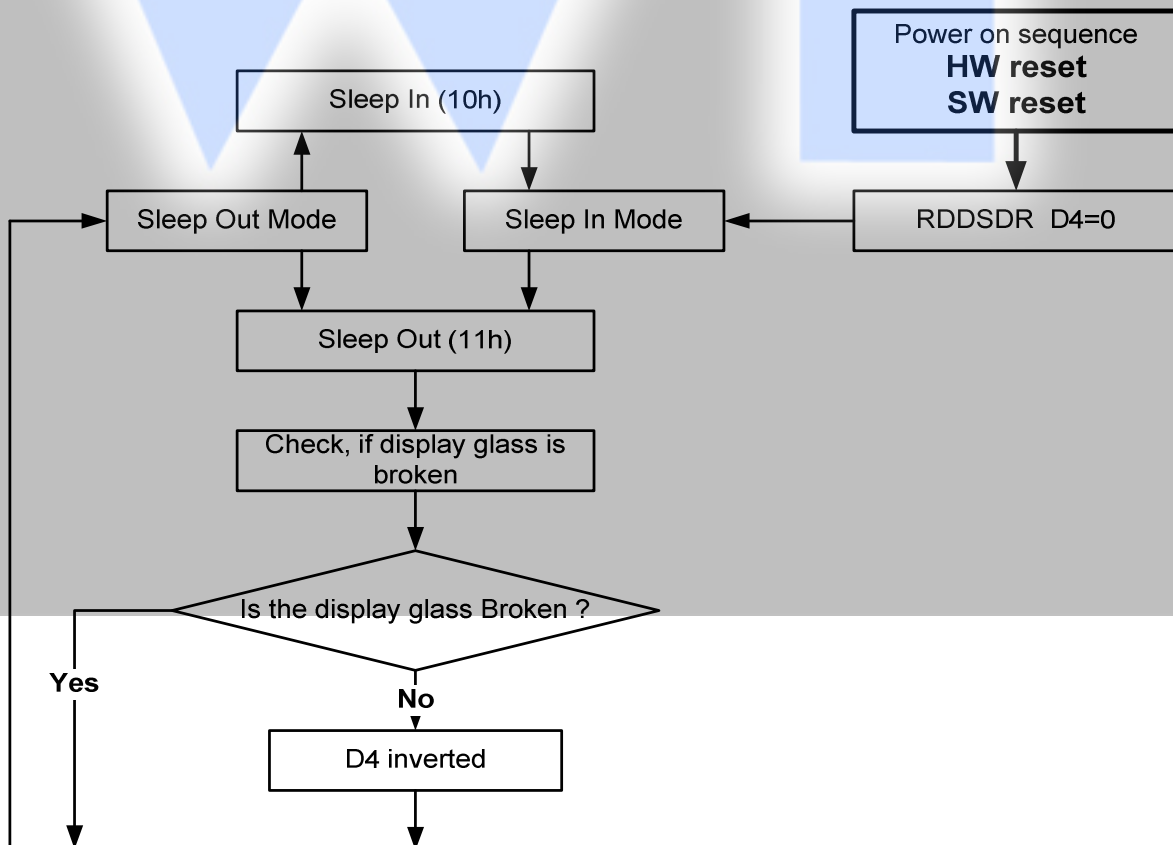 Power on sequence
HW reset
SW reset
Sleep In (10h)
Sleep Out Mode
Sleep In Mode
RDDSDR D4=0
Sleep Out (11h)
Check, if display glass is
broken
Is the display glass Broken ?
Yes
No
D4 inverted